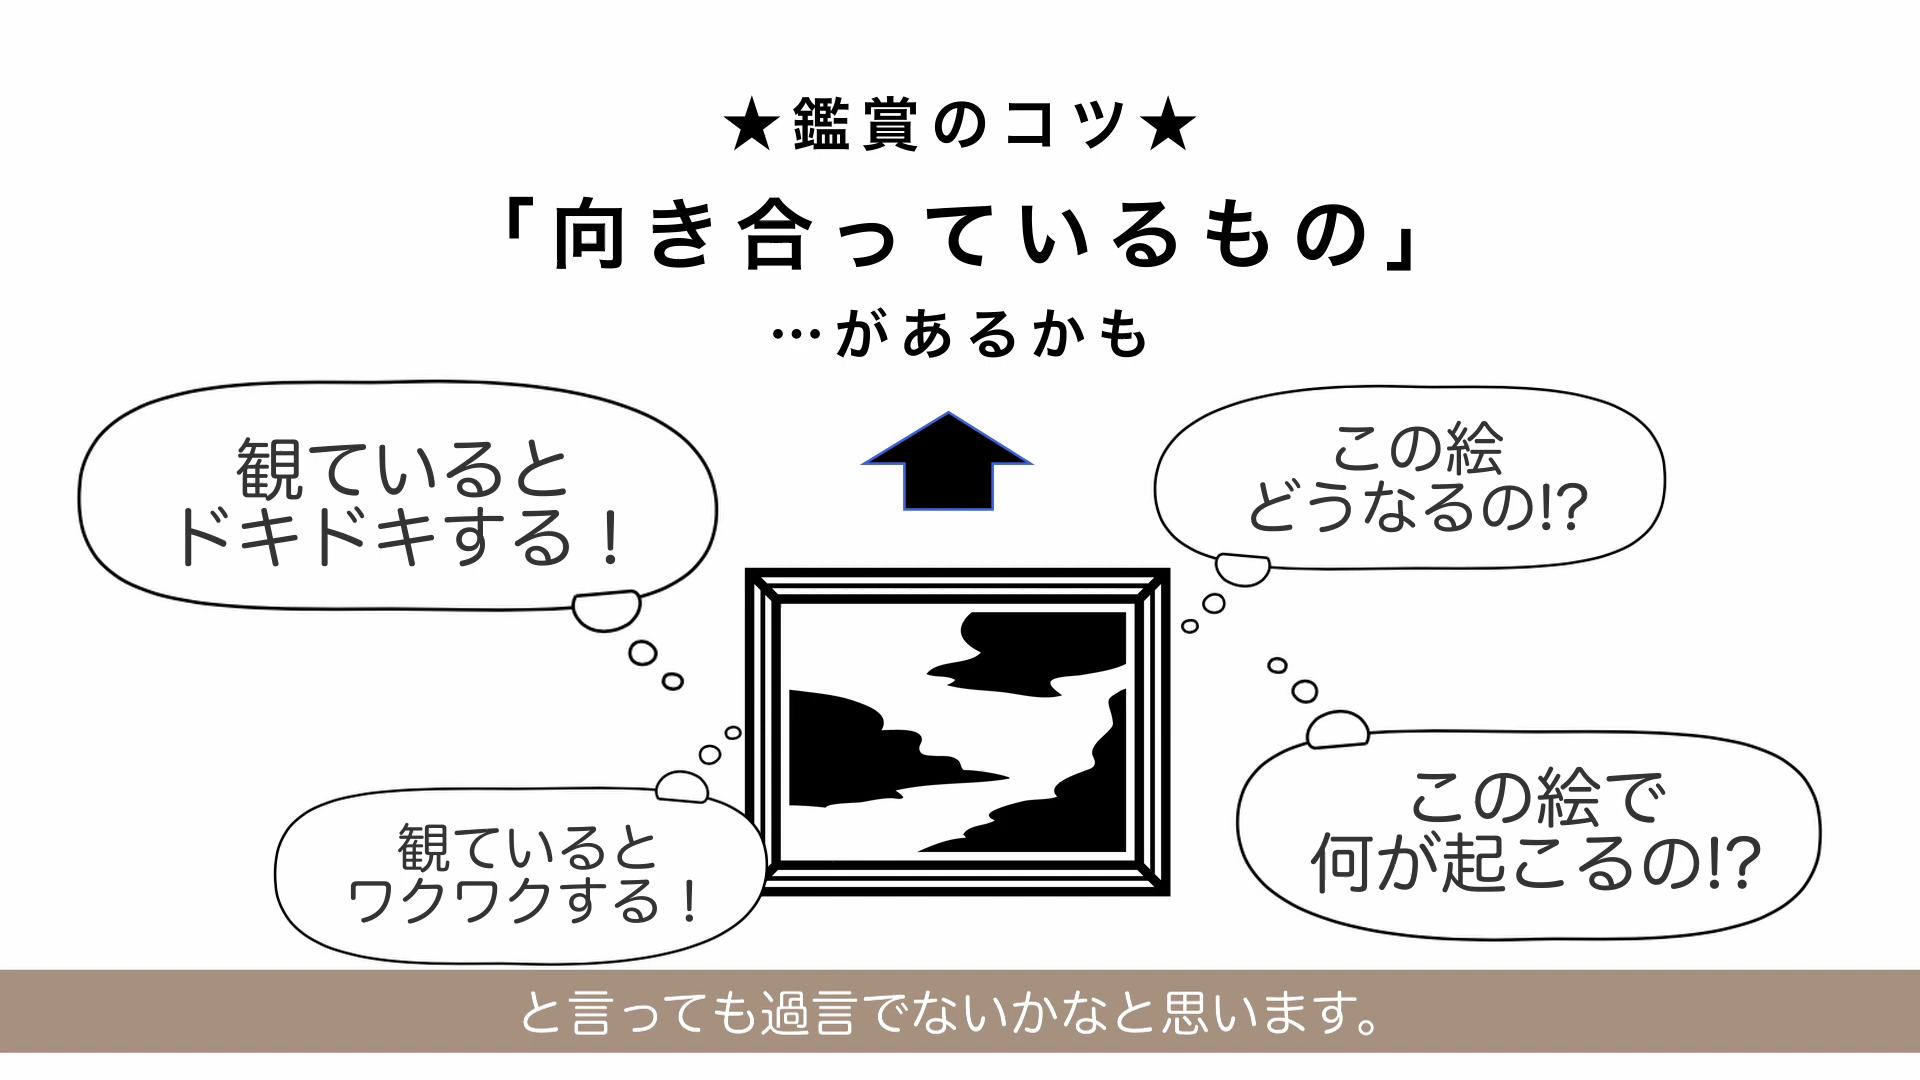 ★鑑賞のコツ★
「向き合っているもの」
…があるかも
観ていると
ドキドキする！
この絵
どうなるの!?
観ていると
ワクワクする！
この絵で
何が起こるの!?
と言っても過言でないかなと思います。